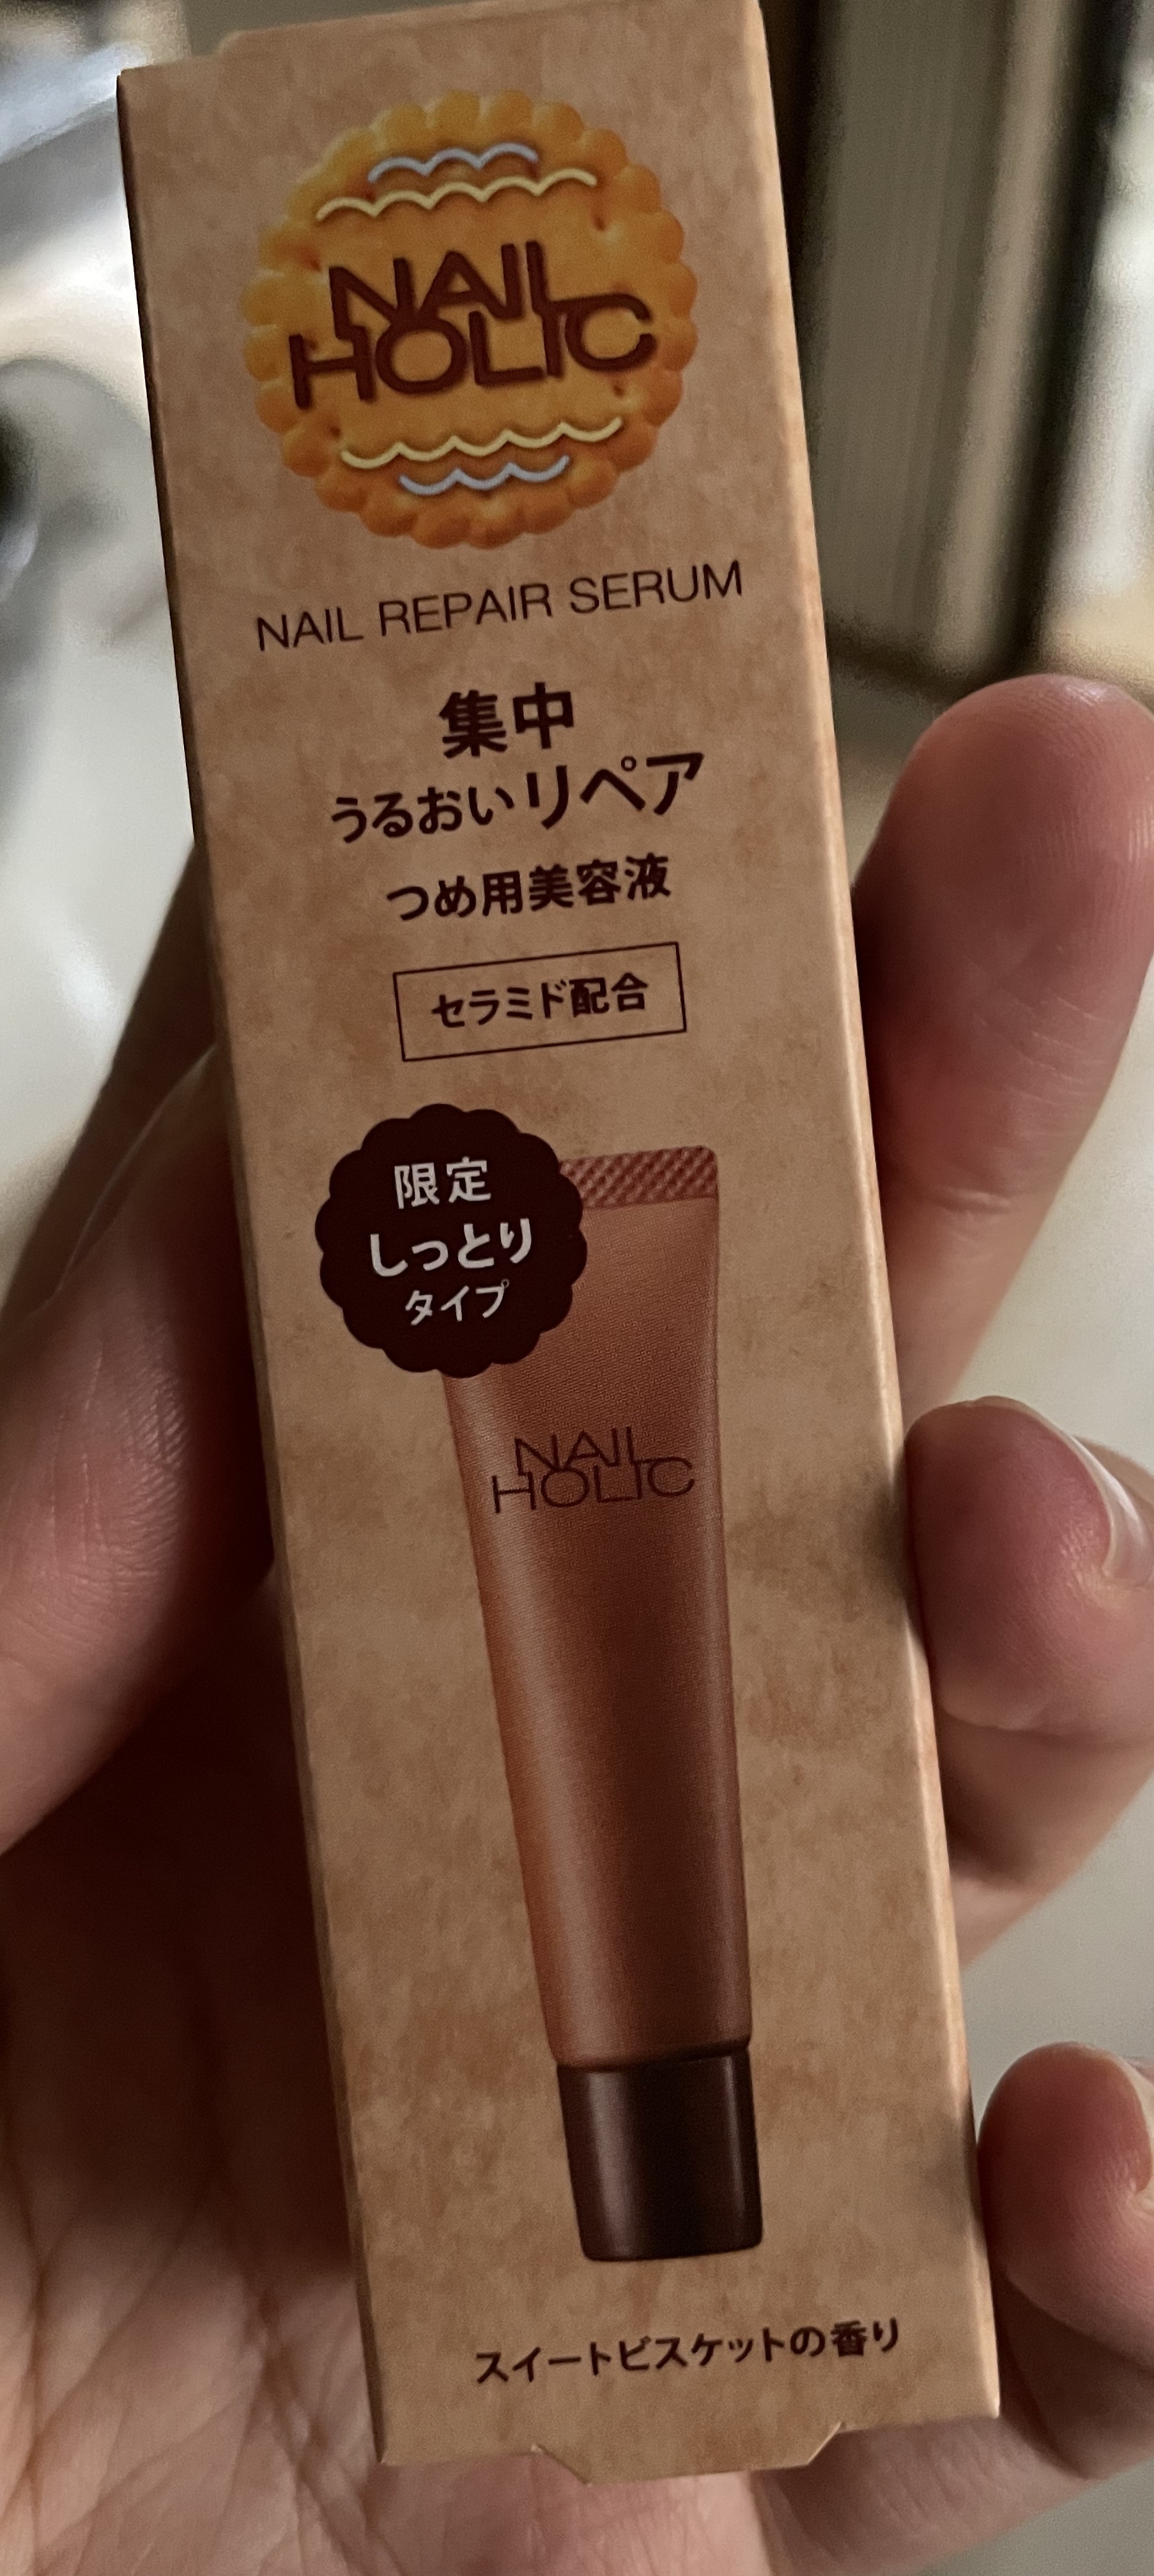 NAIL
HOLIC
NAIL REPAIR SERUM
集中
うるおいリペア
つめ用美容液
セラミド配合
限定
しっとり
タイプ
NAIL
HOLIC
スイートビスケットの香り